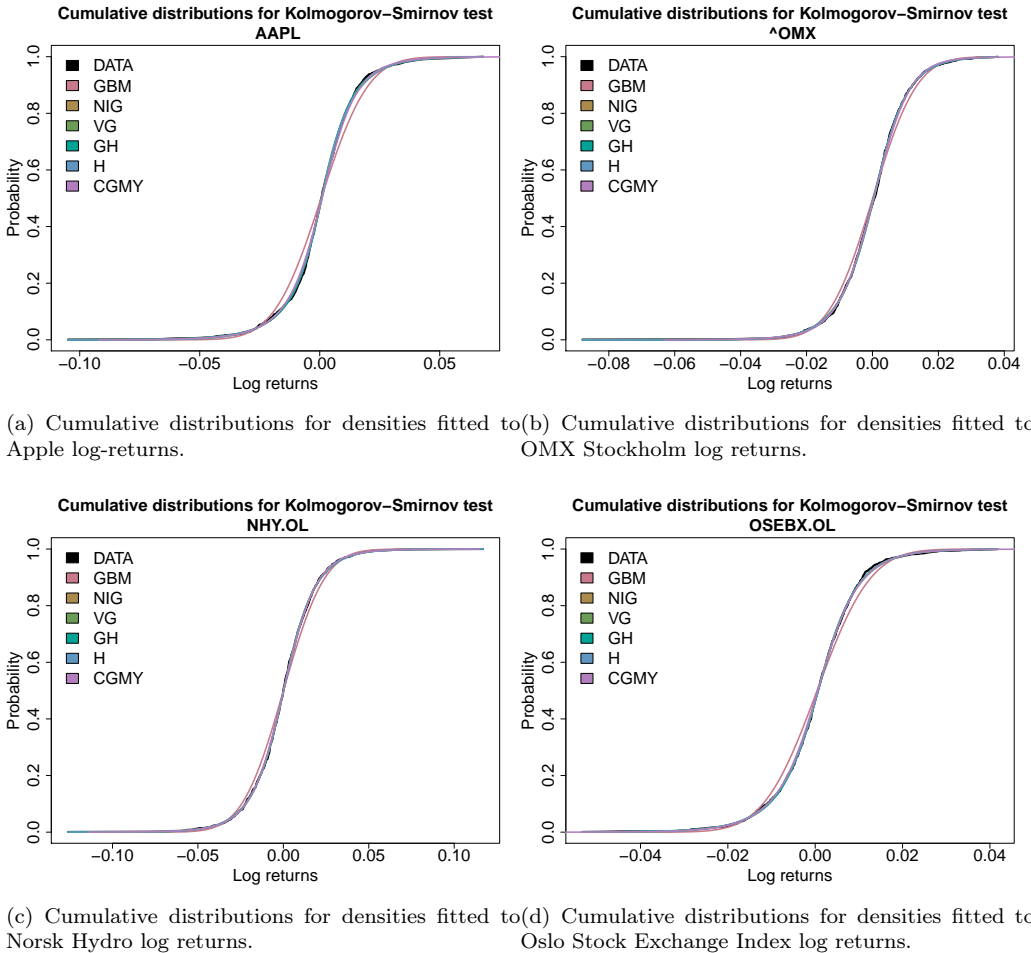 Cumulative distributions for Kolmogorov−Smirnov test
AAPL
Probability
0.0 0.2 0.4 0.6 0.8 1.0
DATA
GBM
NIG
VG
GH
H
CGMY
−0.10 −0.05 0.00 0.05
Log returns
(a) Cumulative distributions for densities fitted to
Apple log-returns.
Cumulative distributions for Kolmogorov−Smirnov test
^OMX
Probability
0.0 0.2 0.4 0.6 0.8 1.0
DATA
GBM
NIG
VG
GH
H
CGMY
−0.08 −0.06 −0.04 −0.02 0.00 0.02 0.04
Log returns
(b) Cumulative distributions for densities fitted to
OMX Stockholm log returns.
Cumulative distributions for Kolmogorov−Smirnov test
NHY.OL
Probability
0.0 0.2 0.4 0.6 0.8 1.0
DATA
GBM
NIG
VG
GH
H
CGMY
−0.10 −0.05 0.00 0.05 0.10
Log returns
(c) Cumulative distributions for densities fitted to
Norsk Hydro log returns.
Cumulative distributions for Kolmogorov−Smirnov test
OSEBX.OL
Probability
0.0 0.2 0.4 0.6 0.8 1.0
DATA
GBM
NIG
VG
GH
H
CGMY
−0.04 −0.02 0.00 0.02 0.04
Log returns
(d) Cumulative distributions for densities fitted to
Oslo Stock Exchange Index log returns.